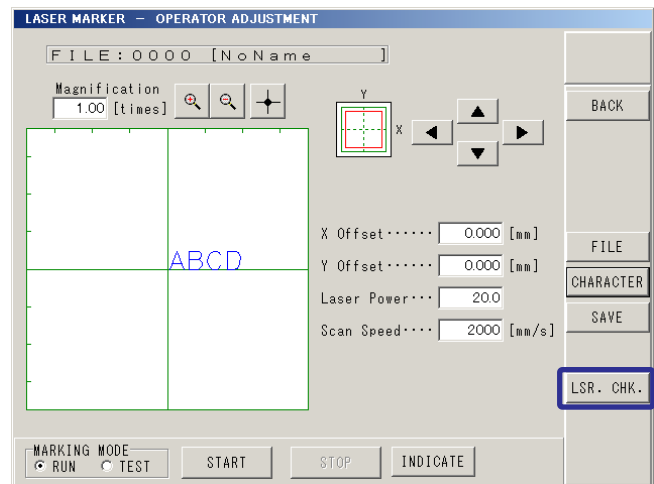 LASER MARKER － OPERATOR ADJUSTMENT
FILE:0000 [NoName ]
Magnification
1.00 [times]
Y
X
BACK
ABCD
X Offset······ 0.000 [mm]
Y Offset······ 0.000 [mm]
Laser Power··· 20.0
Scan Speed···· 2000 [mm/s]
FILE
CHARACTER
SAVE
LSR. CHK.
MARKING MODE
RUN TEST START STOP INDICATE